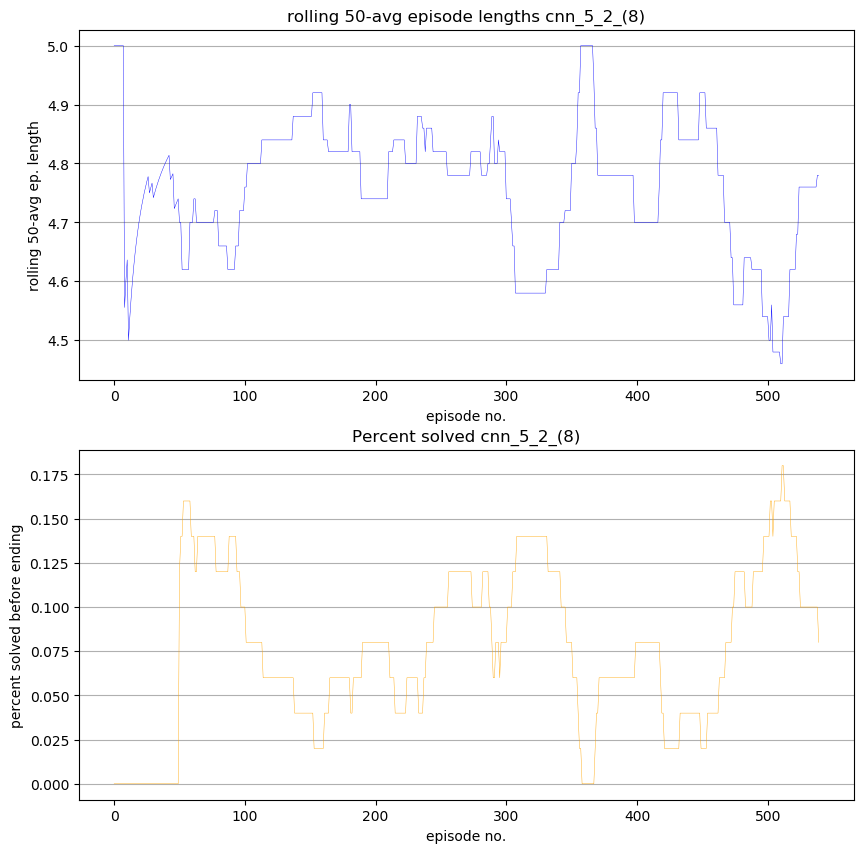 rolling 50-avg episode lengths cnn_5_2_(8)
rolling 50-avg ep. length
5.0
4.9
4.8
4.7
4.6
4.5
0 100 200 300 400 500
episode no.
Percent solved cnn_5_2_(8)
percent solved before ending
0.175
0.150
0.125
0.100
0.075
0.050
0.025
0.000
0 100 200 300 400 500
episode no.